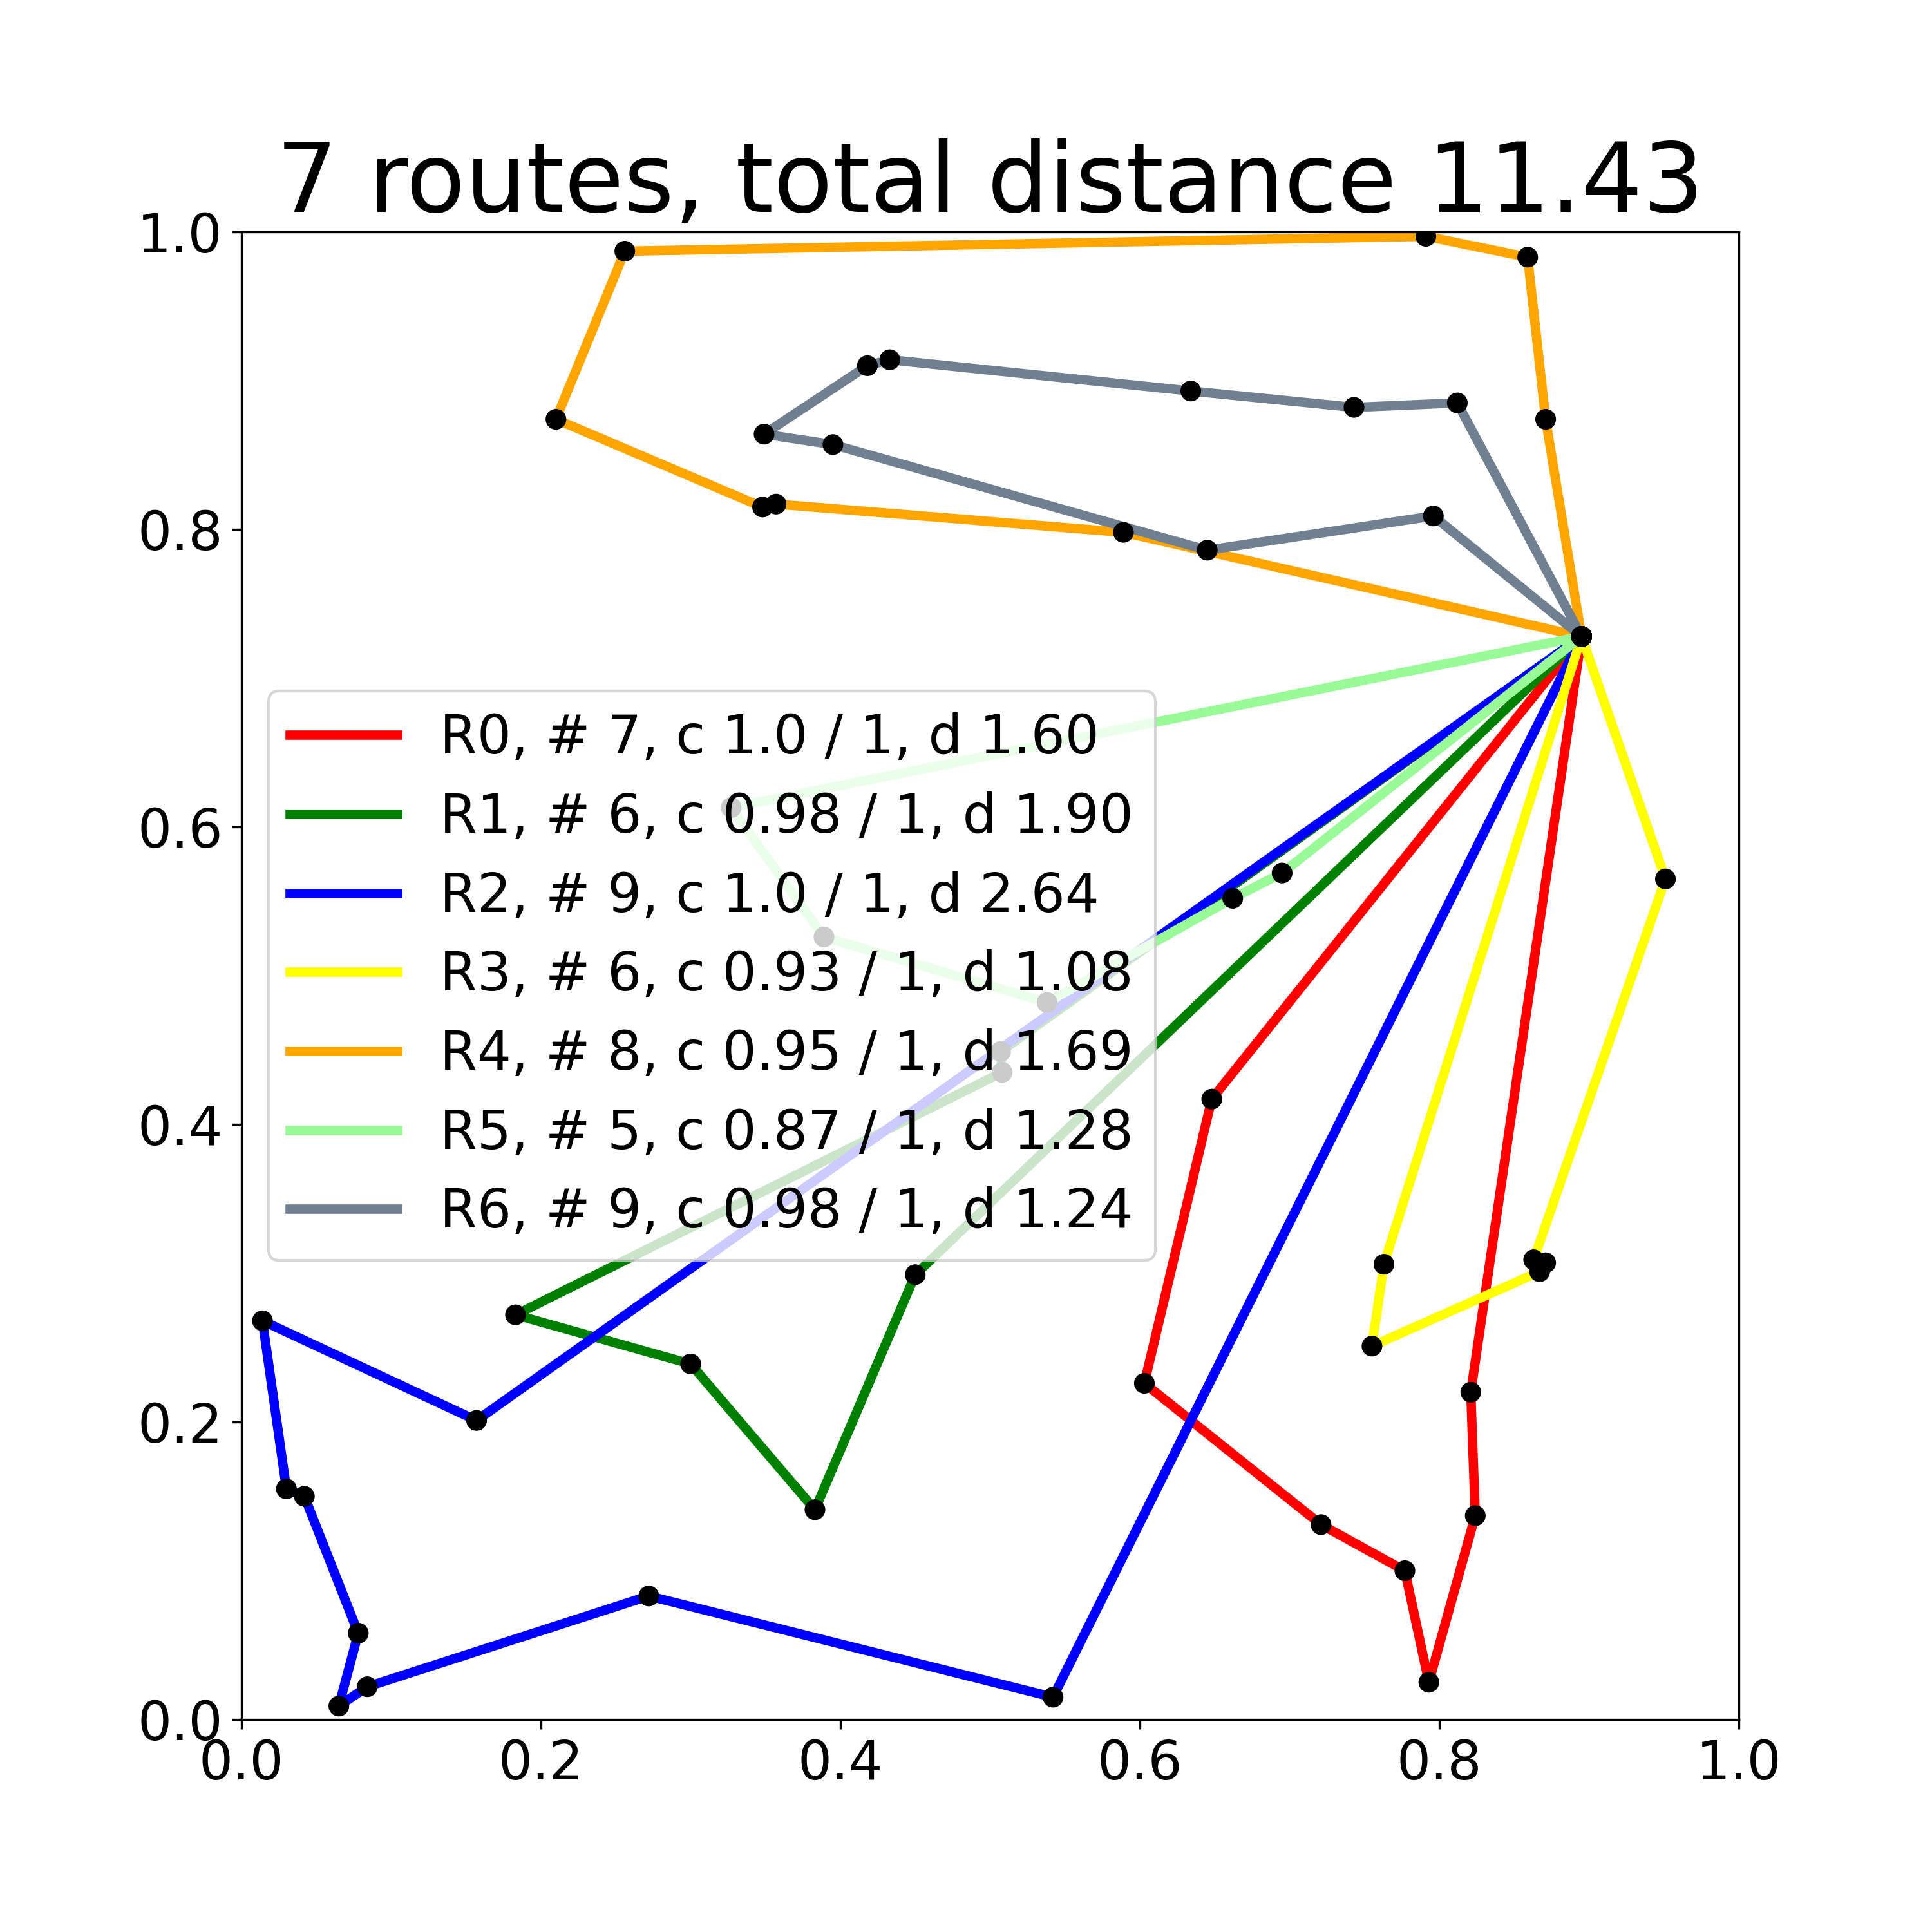 7 routes, total distance 11.43
1.0
0.8
0.6
0.4
0.2
0.0
R0, # 7, c 1.0 / 1, d 1.60
R1, # 6, c 0.98 / 1, d 1.90
R2, # 9, c 1.0 / 1, d 2.64
R3, # 6, c 0.93 / 1, d 1.08
R4, # 8, c 0.95 / 1, d 1.69
R5, # 5, c 0.87 / 1, d 1.28
R6, # 9, c 0.98 / 1, d 1.24
0.0 0.2 0.4 0.6 0.8 1.0